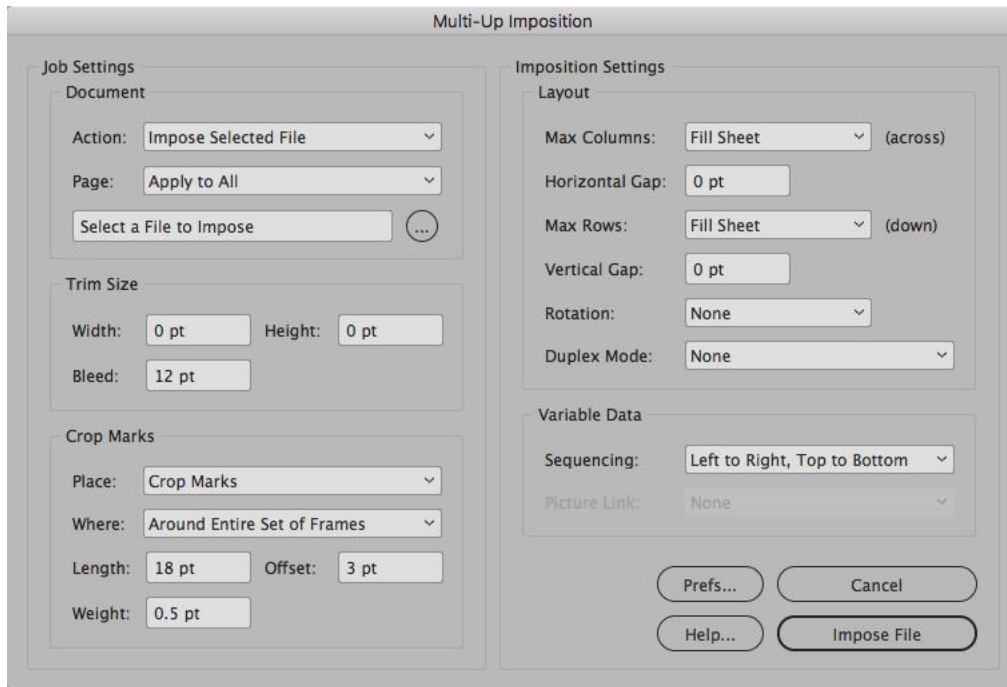 Multi-Up Imposition
Job Settings
Document
Action: Impose Selected File
Page: Apply to All
Select a File to Impose ...
Trim Size
Width: 0 pt Height: 0 pt
Bleed: 12 pt
Crop Marks
Place: Crop Marks
Where: Around Entire Set of Frames
Length: 18 pt Offset: 3 pt
Weight: 0.5 pt
Imposition Settings
Layout
Max Columns: Fill Sheet (across)
Horizontal Gap: 0 pt
Max Rows: Fill Sheet (down)
Vertical Gap: 0 pt
Rotation: None
Duplex Mode: None
Variable Data
Sequencing: Left to Right, Top to Bottom
Picture Link: None
Prefs... Cancel
Help... Impose File